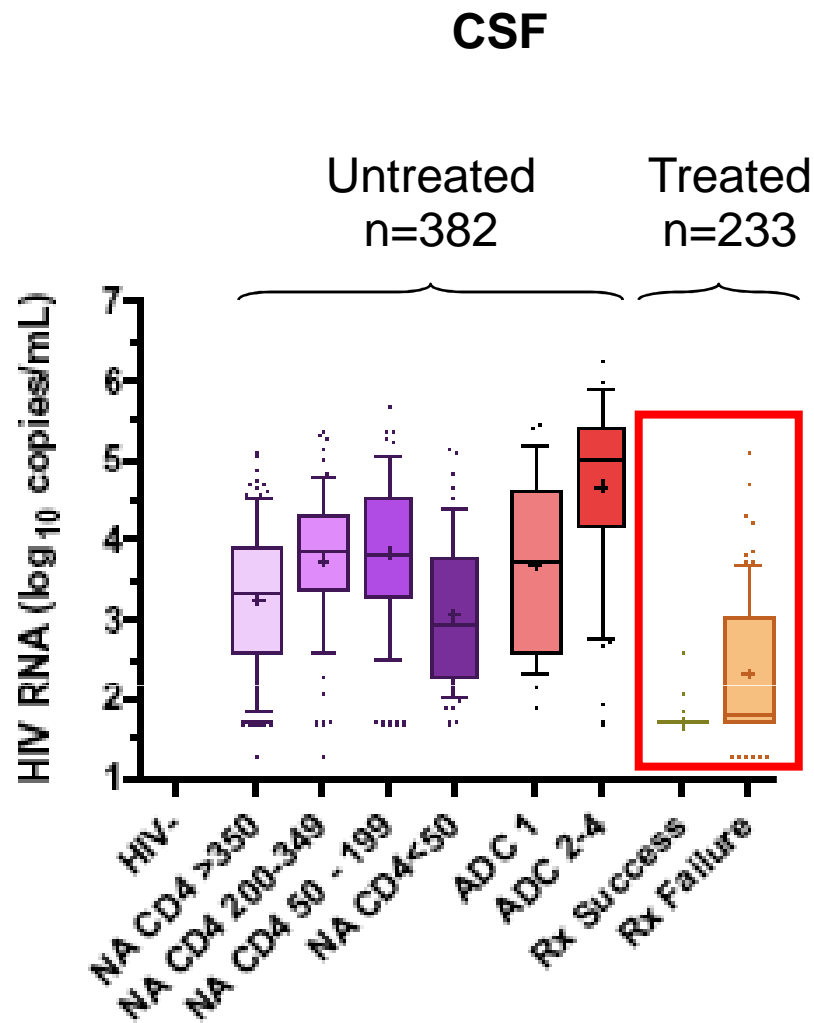 CSF
Untreated
n=382
Treated
n=233
HIV RNA (log 10 copies/mL)
7
6
5
4
3
2
1
HIV-
NA CD4 >350
NA CD4 200-349
NA CD4 50 - 199
NA CD4<50
ADC 1
ADC 2-4
Rx Success
Rx Failure